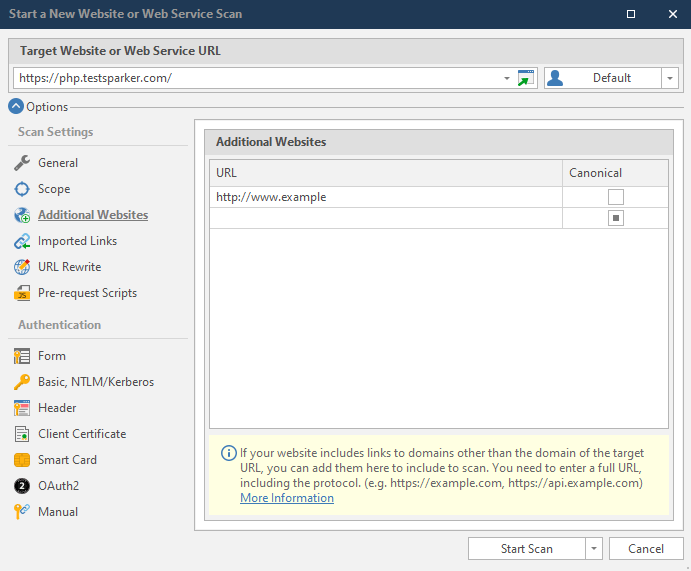 Start a New Website or Web Service Scan
Target Website or Web Service URL
https://php.testsparker.com/
Default
Options
Scan Settings
General
Scope
Additional Websites
Imported Links
URL Rewrite
JS
Pre-request Scripts
Authentication
Form
Basic, NTLM/Kerberos
Header
Client Certificate
Smart Card
2
OAuth2
Manual
Additional Websites
URL
Canonical
http://www.example
If your website includes links to domains other than the domain of the target
URL, you can add them here to include to scan. You need to enter a full URL,
including the protocol. (e.g. https://example.com, https://api.example.com)
More Information
Start Scan
Cancel